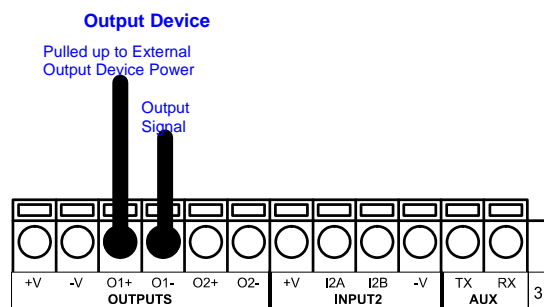 Output Device
Pulled up to External
Output Device Power
Output
Signal
+V -V O1+ O1- O2+ O2- +V I2A I2B -V TX RX
OUTPUTS INPUT2 AUX
3